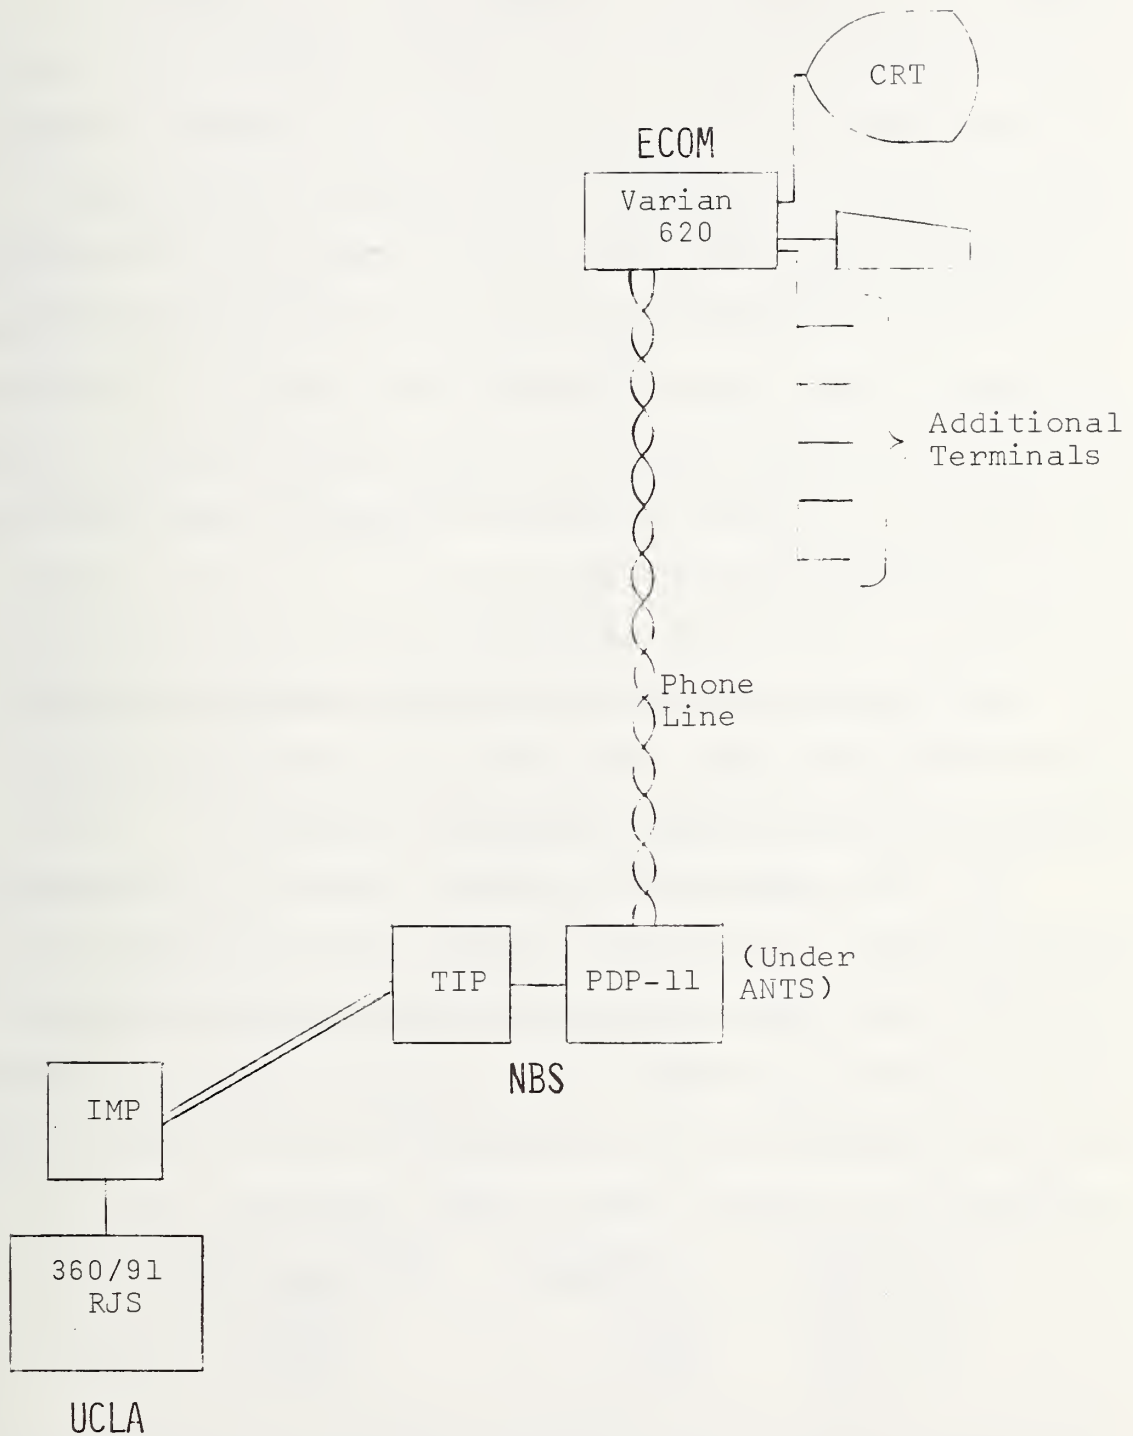 CRT
ECOM
Varian
620
Additional
Terminals
Phone
Line
TIP
PDP-11
(Under
ANTS)
NBS
IMP
360/91
RJS
UCLA